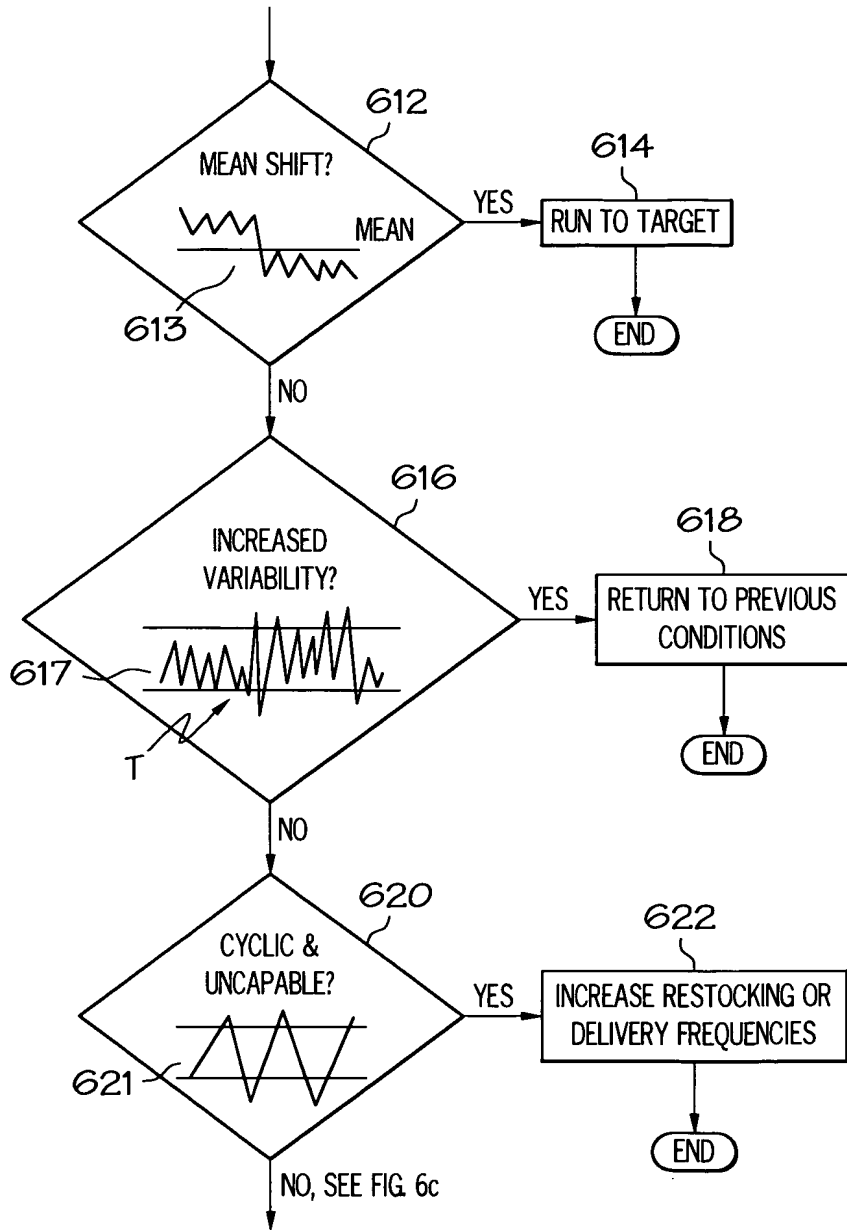 612
MEAN SHIFT?
MEAN
613
YES
614
RUN TO TARGET
END
NO
616
INCREASED
VARIABILITY?
617
T
YES
618
RETURN TO PREVIOUS
CONDITIONS
END
NO
620
CYCLIC &
UNCAPABLE?
621
YES
622
INCREASE RESTOCKING OR
DELIVERY FREQUENCIES
END
NO, SEE FIG. 6c